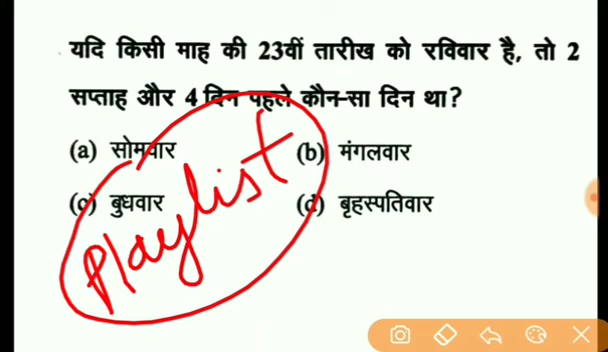 यदि किसी माह की 23वीं तारीख को रविवार है, तो 2
सप्ताह और 4 दिन पहले कौन-सा दिन था?
(a) सोमवार (b) मंगलवार
(c) बुधवार (d) बृहस्पतिवार
Playlist